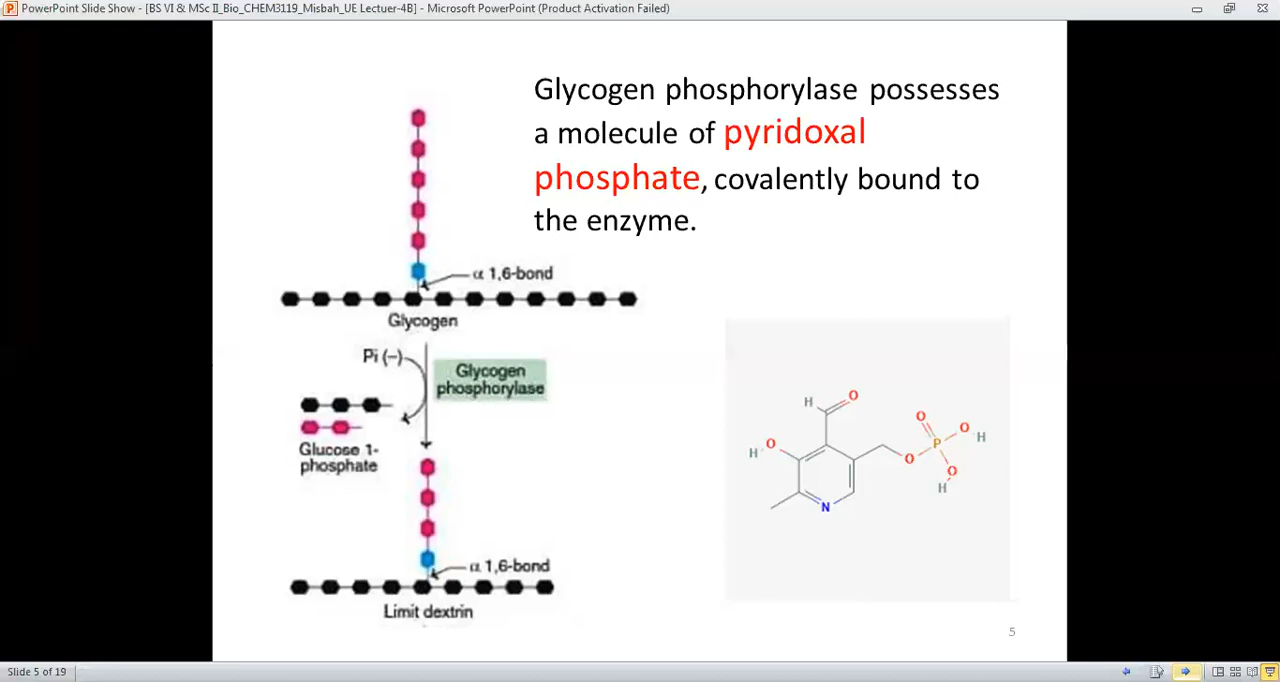 PowerPoint Slide Show - [BS VI & MSc II_Bio_CHEM3119_Misbah_UE Lectuer-4B] - Microsoft PowerPoint (Product Activation Failed)
Glycogen phosphorylase possesses
a molecule of pyridoxal
phosphate, covalently bound to
the enzyme.
α 1,6-bond
Glycogen
Pi (−)
Glycogen
phosphorylase
Glucose 1-
phosphate
α 1,6-bond
Limit dextrin
H
O
H
O
N
O
O
P
O
H
O
H
5
Slide 5 of 19